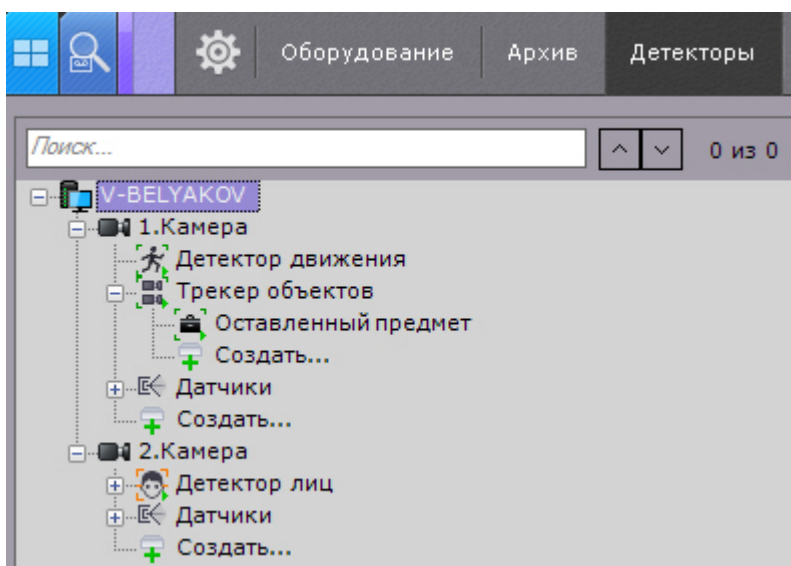 Оборудование Архив Детекторы
Поиск... 0 из 0
V-BELYAKOV
1.Камера
Детектор движения
Трекер объектов
Оставленный предмет
Создать...
Датчики
Создать...
2.Камера
Детектор лиц
Датчики
Создать...